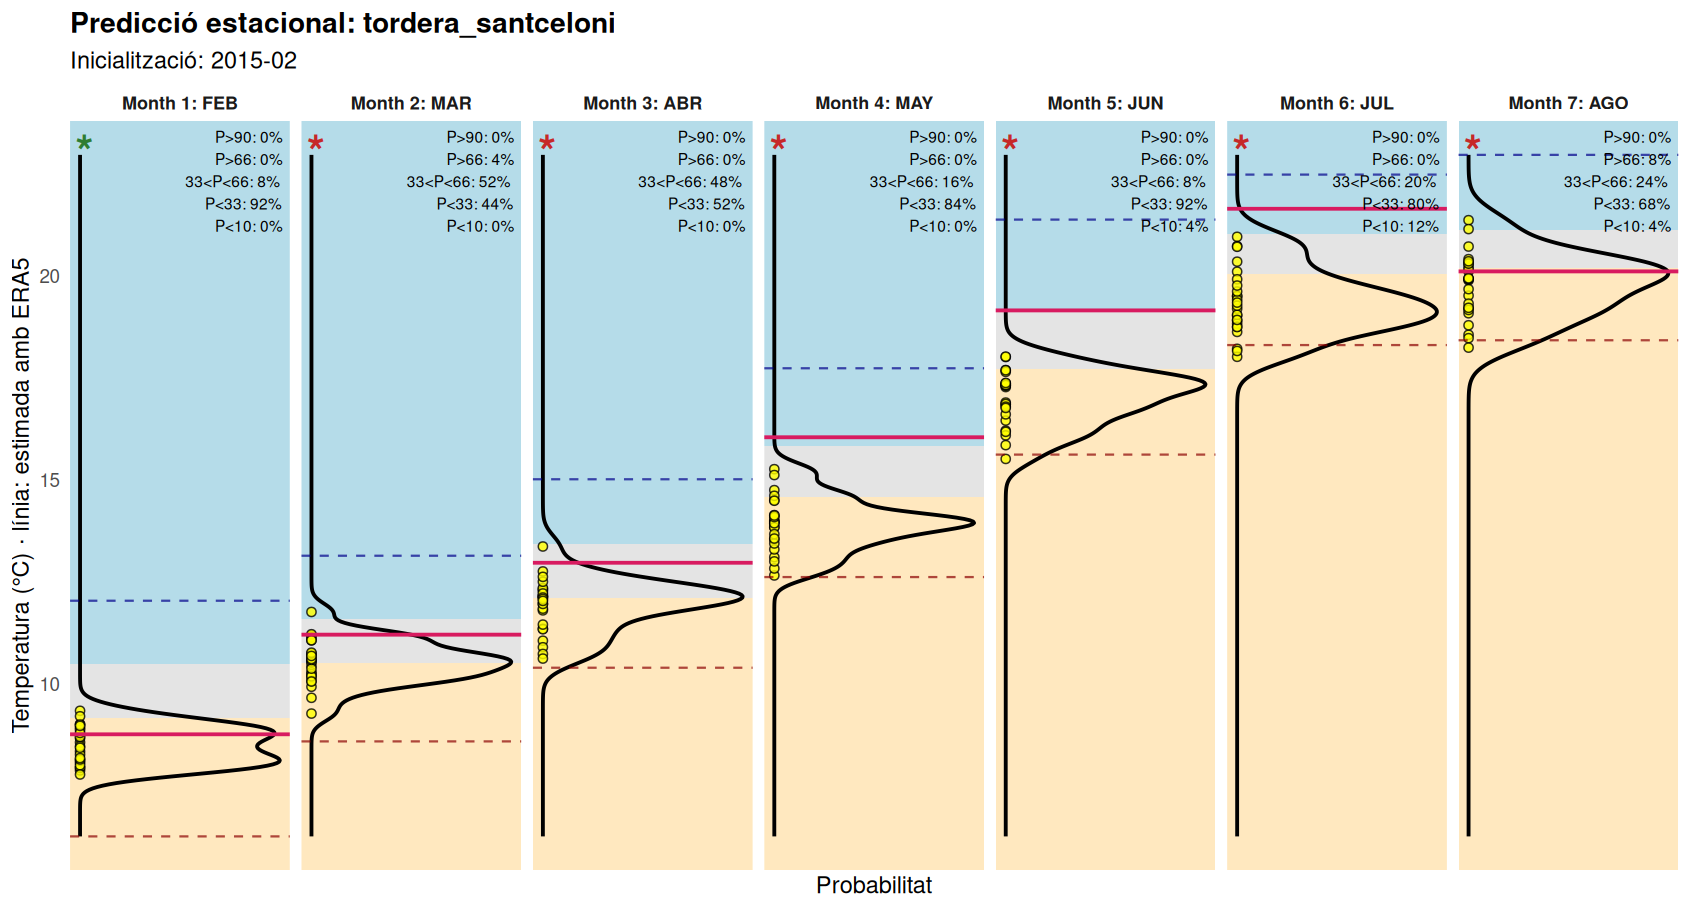 Predicció estacional: tordera_santceloni
Inicialització: 2015-02
Month 1: FEB
Month 2: MAR
Month 3: ABR
Month 4: MAY
Month 5: JUN
Month 6: JUL
Month 7: AGO
*
P>90: 0%
P>66: 0%
33<P<66: 8%
P<33: 92%
P<10: 0%
*
P>90: 0%
P>66: 4%
33<P<66: 52%
P<33: 44%
P<10: 0%
*
P>90: 0%
P>66: 0%
33<P<66: 48%
P<33: 52%
P<10: 0%
*
P>90: 0%
P>66: 0%
33<P<66: 16%
P<33: 84%
P<10: 0%
*
P>90: 0%
P>66: 0%
33<P<66: 8%
P<33: 92%
P<10: 4%
*
P>90: 0%
P>66: 0%
33<P<66: 20%
P<33: 80%
P<10: 12%
*
P>90: 0%
P>66: 8%
33<P<66: 24%
P<33: 68%
P<10: 4%
20
15
10
Temperatura (°C) · línia: estimada amb ERA5
Probabilitat